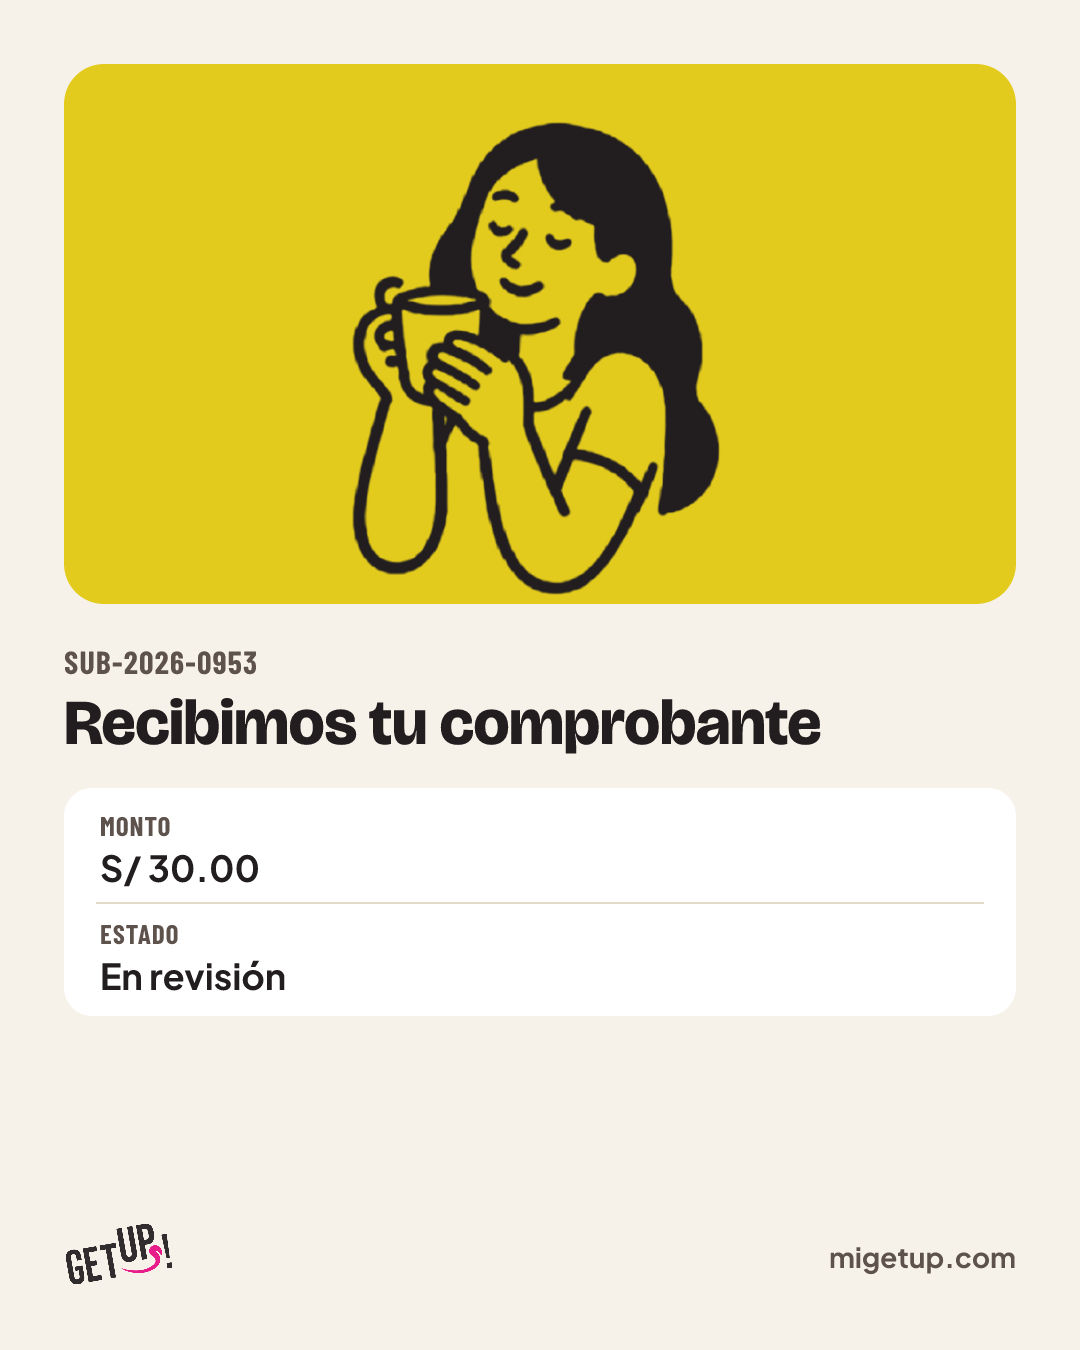 SUB-2026-0953
Recibimos tu comprobante
MONTO
S/ 30.00
ESTADO
En revisión
GETUP!
migetup.com